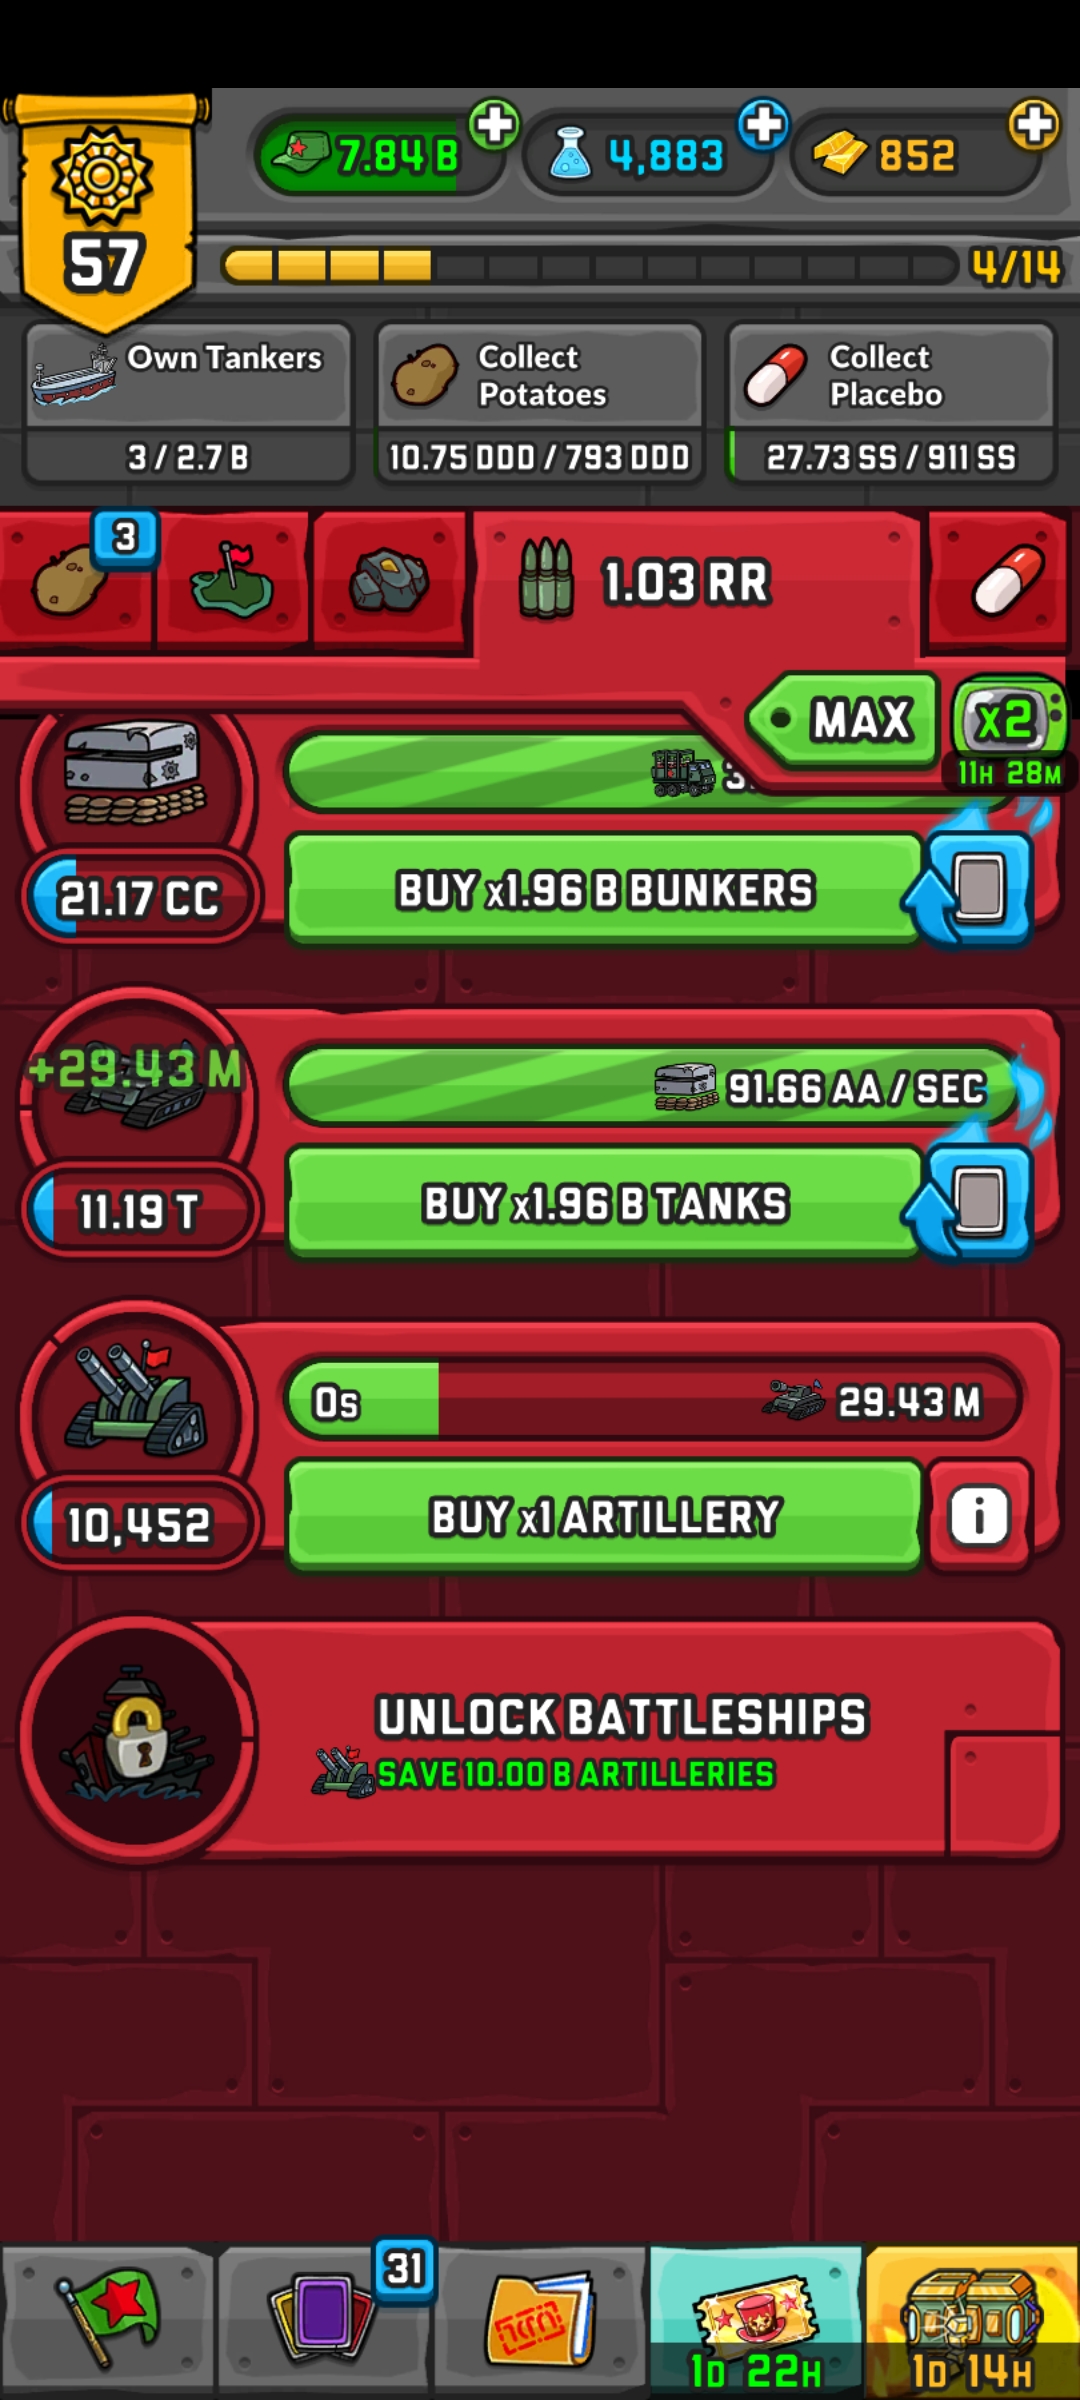 57
7.84 B
4,883
852
4/14
Own Tankers
3 / 2.7 B
Collect
Potatoes
10.75 DDD / 793 DDD
Collect
Placebo
27.73 SS / 911 SS
3
1.03 RR
MAX
x2
11H 28M
3.
21.17 CC
BUY x1.96 B BUNKERS
+29.43 M
91.66 AA / SEC
11.19 T
BUY x1.96 B TANKS
0s
29.43 M
10,452
BUY x1 ARTILLERY
i
UNLOCK BATTLESHIPS
SAVE 10.00 B ARTILLERIES
31
1D 22H
1D 14H